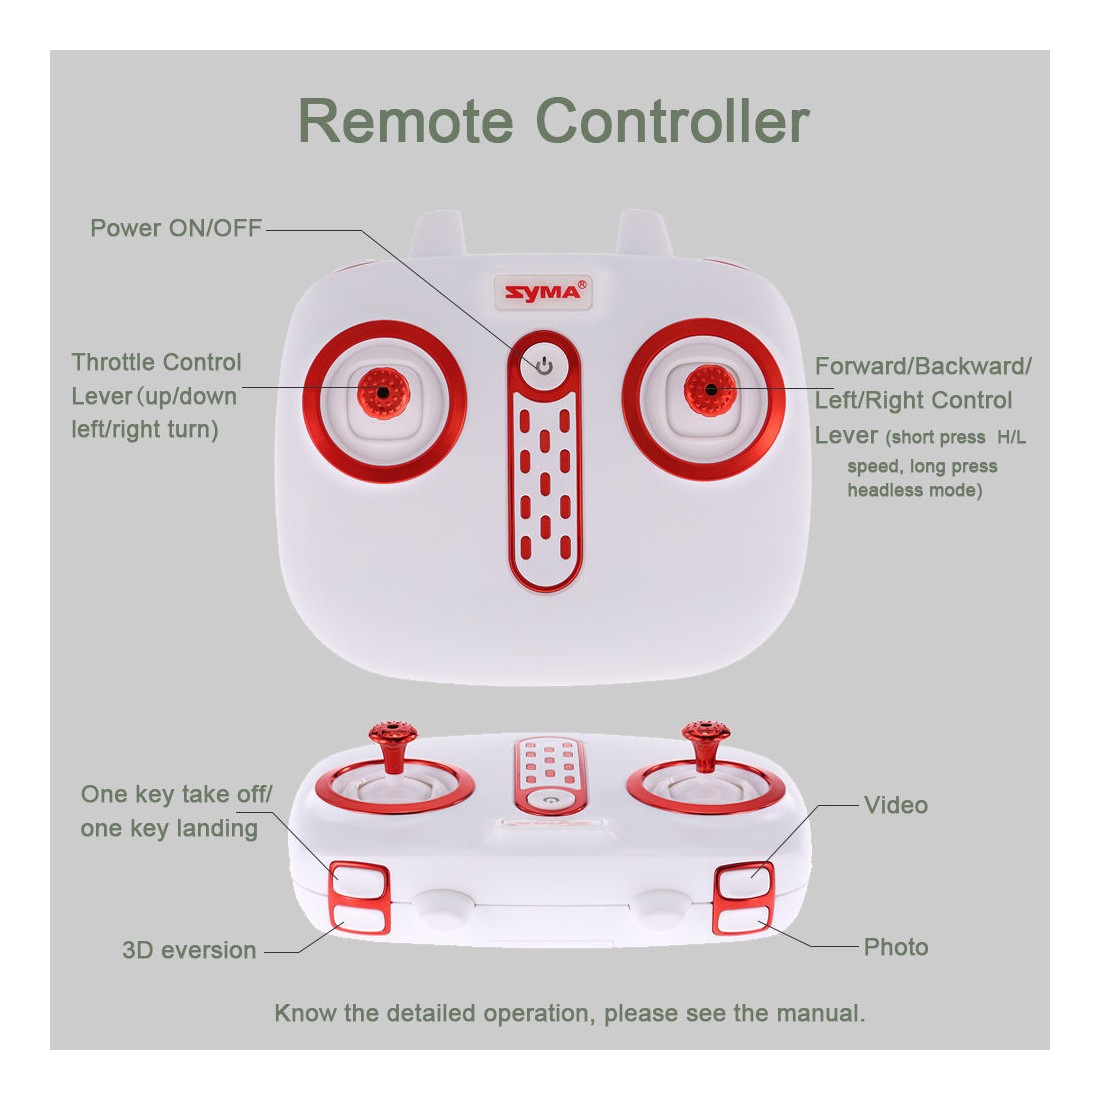 Remote Controller
Power ON/OFF
SYMA®
Throttle Control
Lever (up/down
left/right turn)
Forward/Backward/
Left/Right Control
Lever (short press H/L
speed, long press
headless mode)
One key take off/
one key landing
Video
3D eversion
Photo
Know the detailed operation, please see the manual.